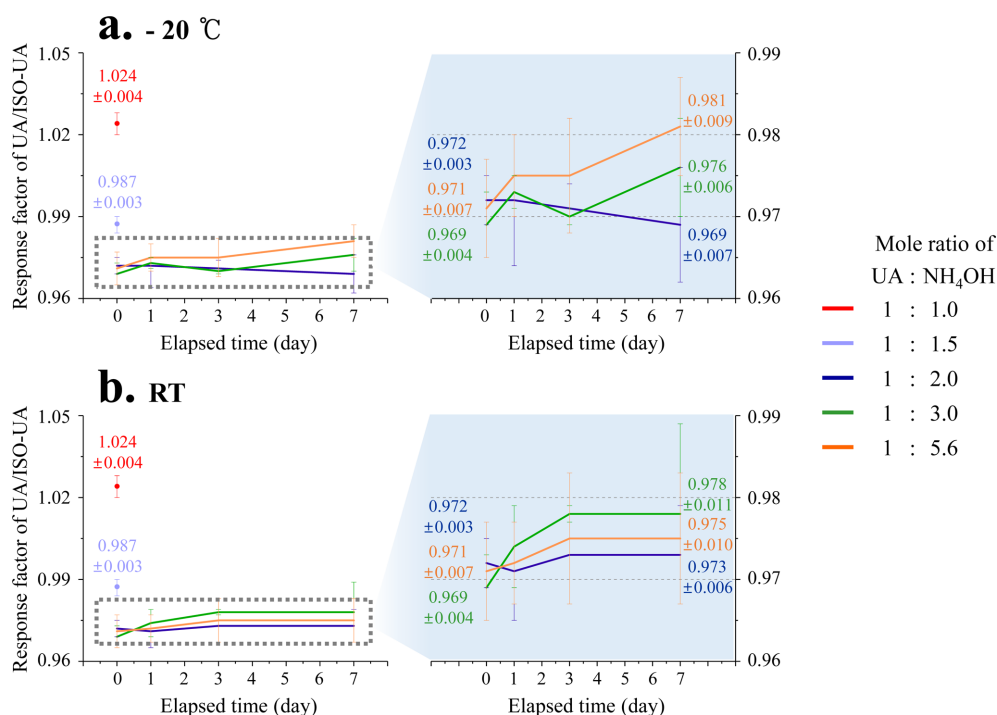 a. - 20 ℃
Response factor of UA/ISO-UA
1.05
1.02
0.99
0.96
1.024
±0.004
0.987
±0.003
0 1 2 3 4 5 6 7
Elapsed time (day)
0.972
±0.003
0.971
±0.007
0.969
±0.004
0.981
±0.009
0.976
±0.006
0.969
±0.007
0.99
0.98
0.97
0.96
0 1 2 3 4 5 6 7
Elapsed time (day)
b. RT
Response factor of UA/ISO-UA
1.05
1.02
0.99
0.96
1.024
±0.004
0.987
±0.003
0 1 2 3 4 5 6 7
Elapsed time (day)
0.972
±0.003
0.971
±0.007
0.969
±0.004
0.978
±0.011
0.975
±0.010
0.973
±0.006
0.99
0.98
0.97
0.96
0 1 2 3 4 5 6 7
Elapsed time (day)
Mole ratio of
UA : NH₄OH
1 : 1.0
1 : 1.5
1 : 2.0
1 : 3.0
1 : 5.6